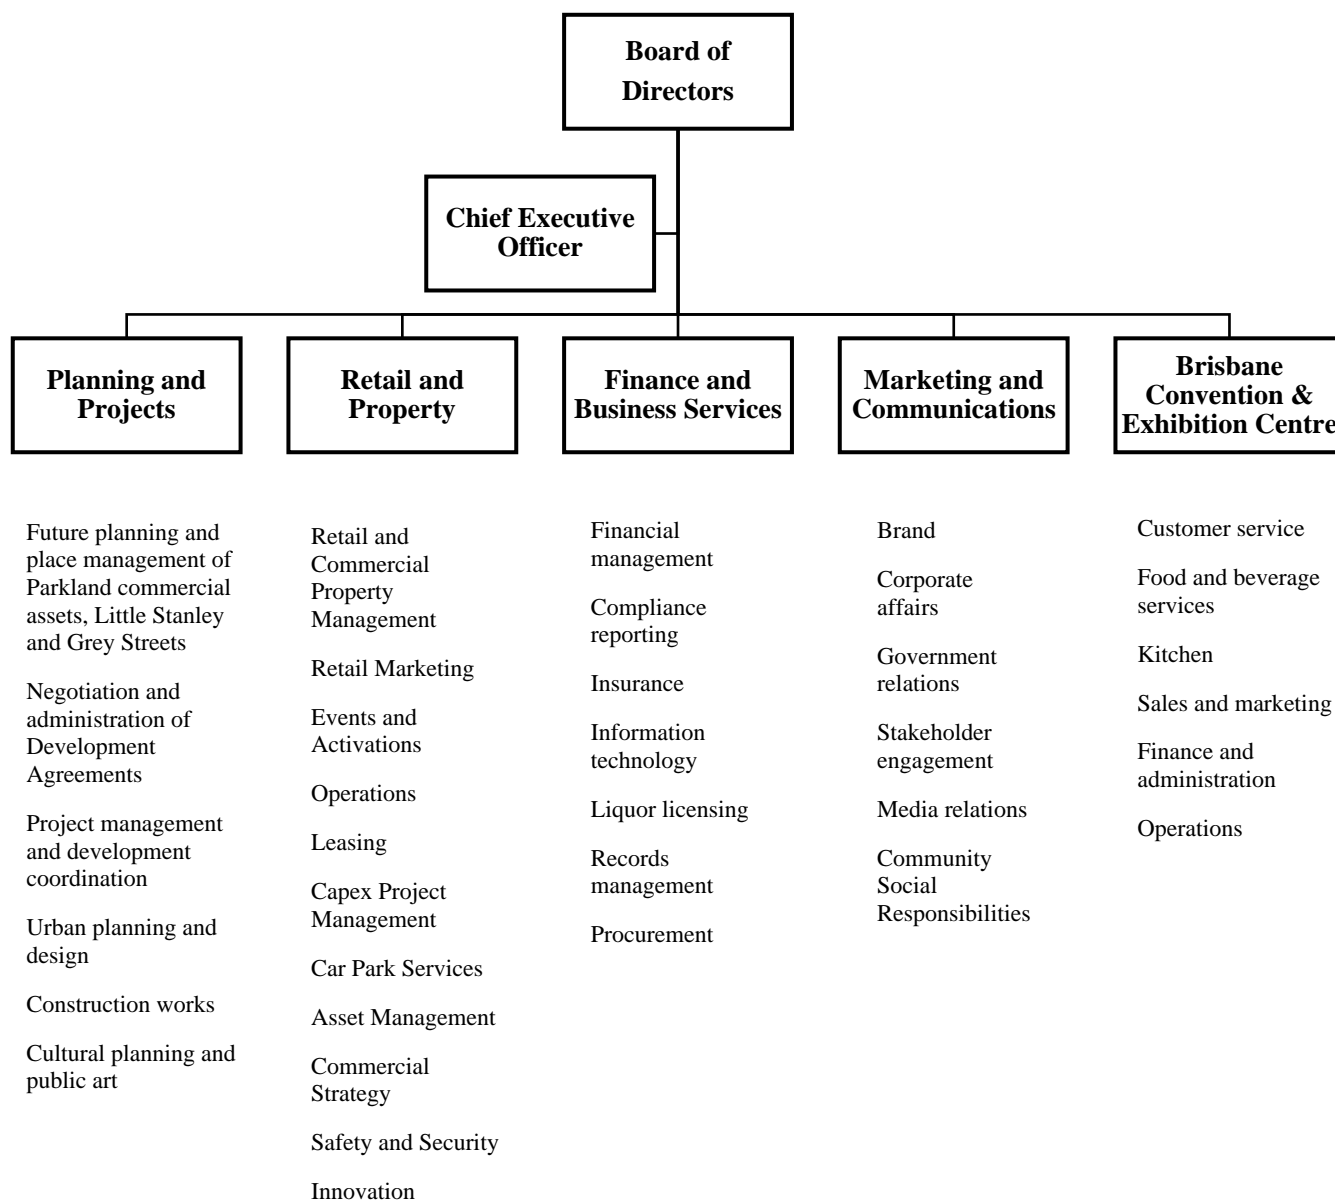 Board of
Directors
Chief Executive
Officer
Planning and
Projects
Retail and
Property
Finance and
Business Services
Marketing and
Communications
Brisbane
Convention &
Exhibition Centre
Future planning and
place management of
Parkland commercial
assets, Little Stanley
and Grey Streets
Negotiation and
administration of
Development
Agreements
Project management
and development
coordination
Urban planning and
design
Construction works
Cultural planning and
public art
Retail and
Commercial
Property
Management
Retail Marketing
Events and
Activations
Operations
Leasing
Capex Project
Management
Car Park Services
Asset Management
Commercial
Strategy
Safety and Security
Innovation
Financial
management
Compliance
reporting
Insurance
Information
technology
Liquor licensing
Records
management
Procurement
Brand
Corporate
affairs
Government
relations
Stakeholder
engagement
Media relations
Community
Social
Responsibilities
Customer service
Food and beverage
services
Kitchen
Sales and marketing
Finance and
administration
Operations